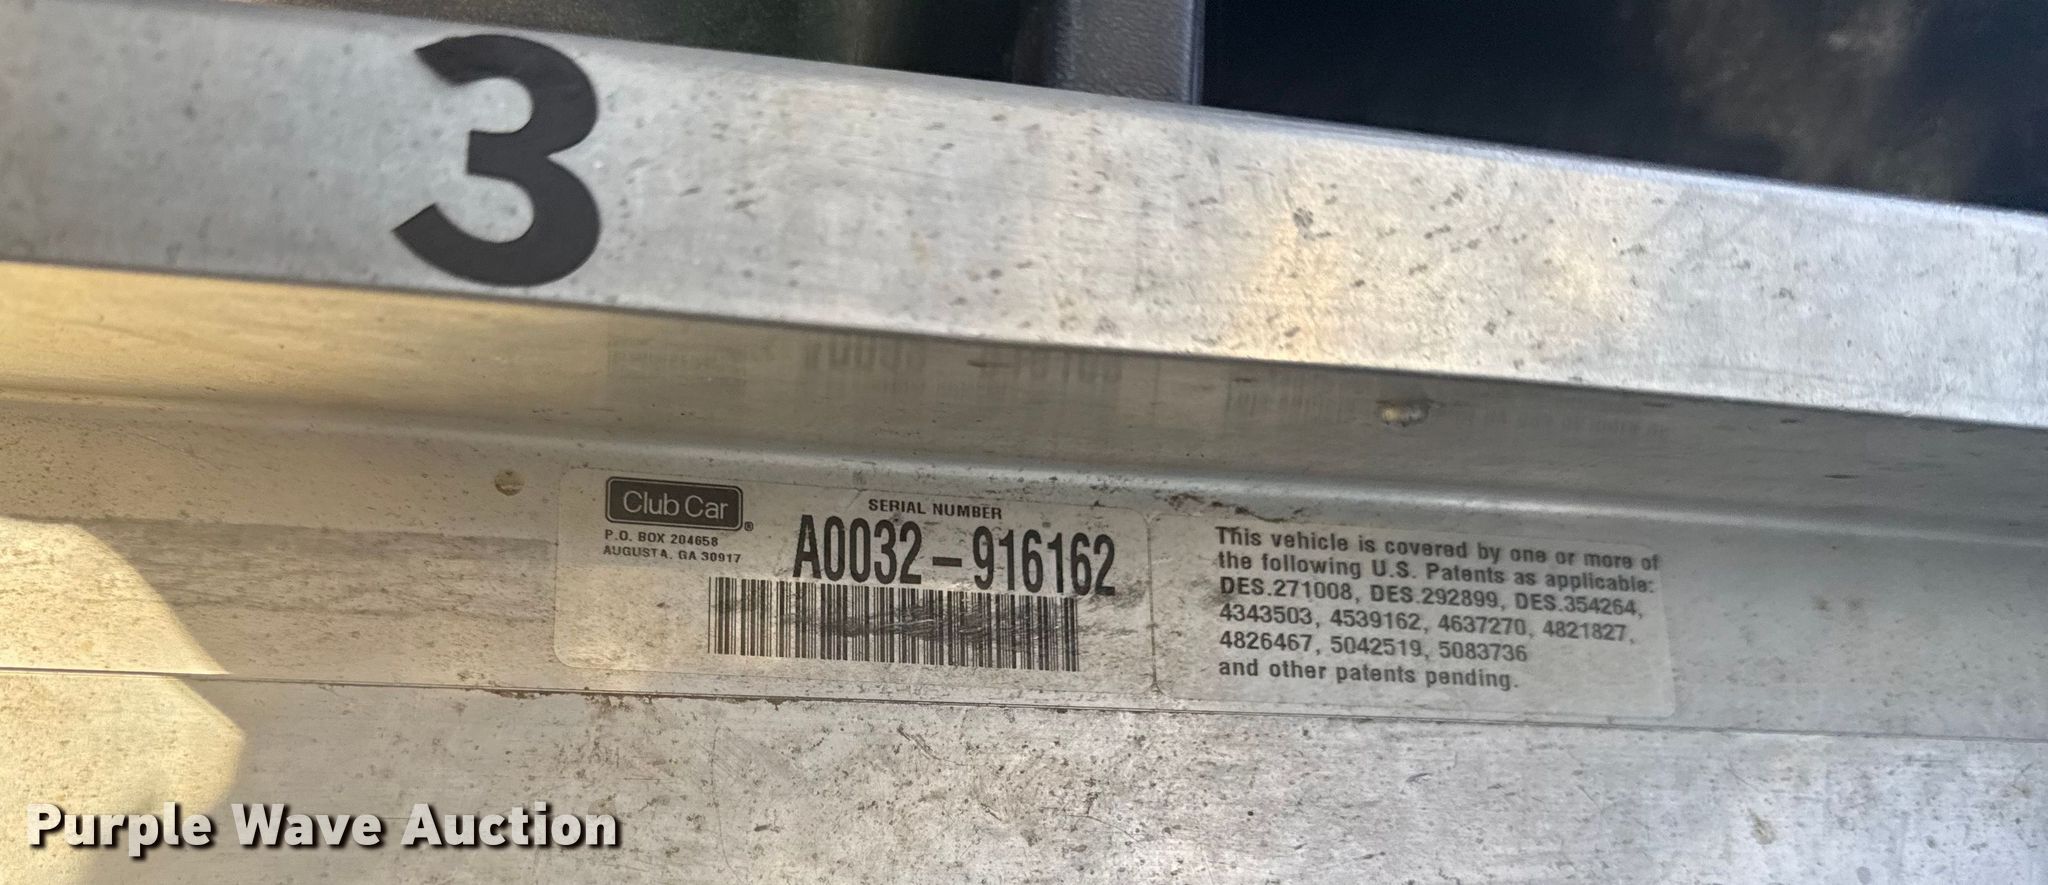 3
Club Car®
P.O. BOX 204658
AUGUSTA, GA 30917
SERIAL NUMBER
A0032-916162
This vehicle is covered by one or more of
the following U.S. Patents as applicable:
DES.271008, DES.292899, DES.354264,
4343503, 4539162, 4637270, 4821827,
4826467, 5042519, 5083736
and other patents pending.
Purple Wave Auction